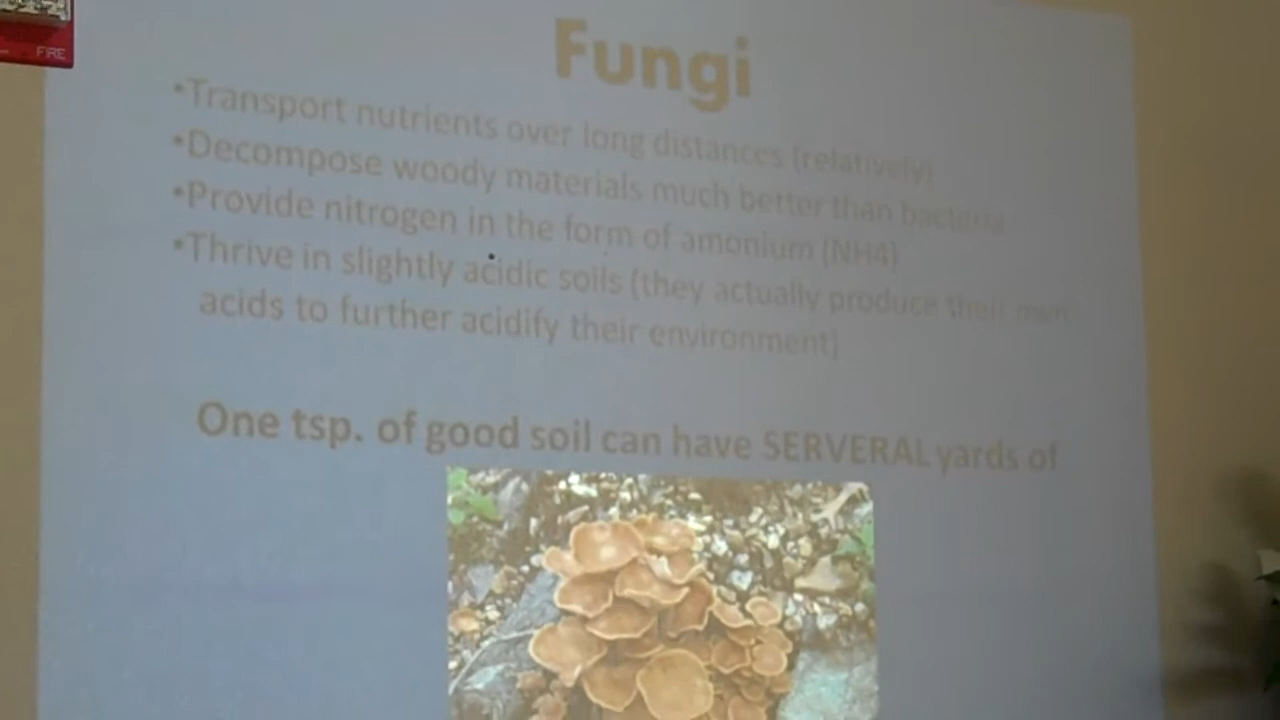 FIRE
Fungi
•Transport nutrients over long distances (relatively)
•Decompose woody materials much better than bacteria
•Provide nitrogen in the form of amonium (NH4)
•Thrive in slightly acidic soils (they actually produce their own
acids to further acidify their environment)
One tsp. of good soil can have SERVERAL yards of